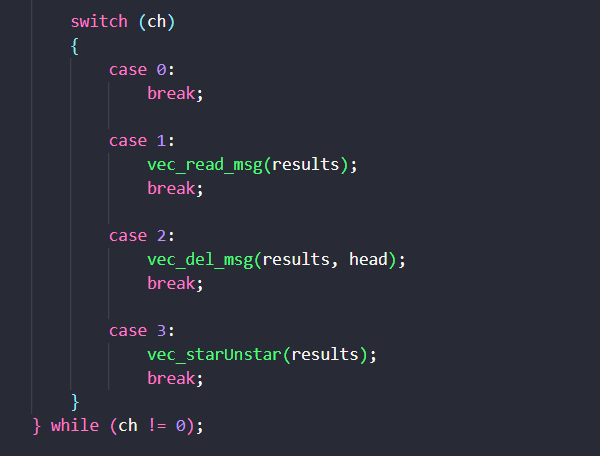 switch (ch)
{
case 0:
break;
case 1:
vec_read_msg(results);
break;
case 2:
vec_del_msg(results, head);
break;
case 3:
vec_starUnstar(results);
break;
}
} while (ch != 0);